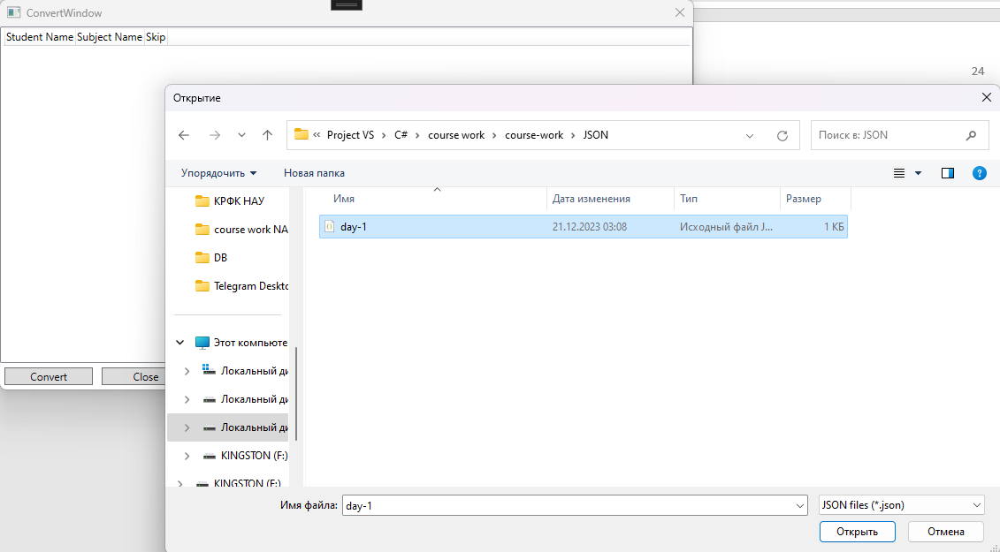 ConvertWindow
Student Name Subject Name Skip
24
Открытие
« Project VS › C# › course work › course-work › JSON
Поиск в: JSON
Упорядочить Новая папка
КРФК НАУ
course work NA
DB
Telegram Deskto
Этот компьюте
Локальный ди
Локальный ди
Локальный ди
KINGSTON (F:)
KINGSTON (F:)
Имя Дата изменения Тип Размер
day-1 21.12.2023 03:08 Исходный файл J... 1 КБ
Convert Close
Имя файла: day-1 JSON files (*.json)
Открыть Отмена